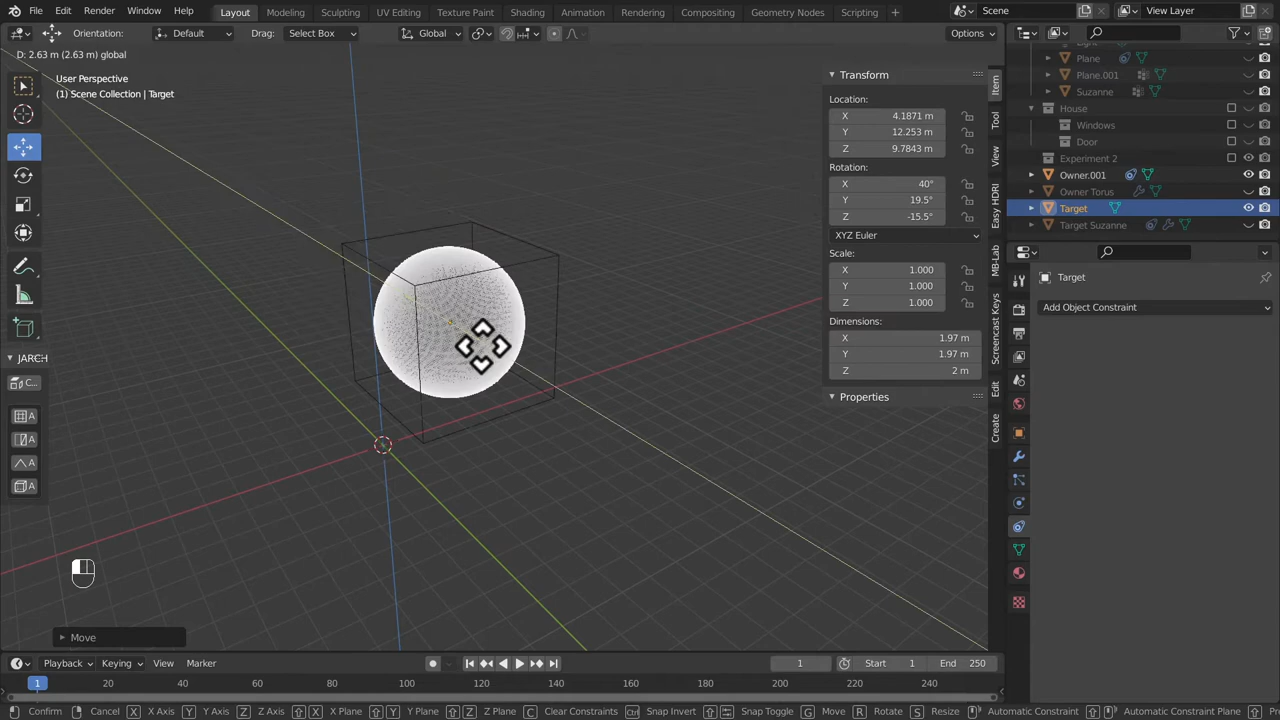 File Edit Render Window Help Layout Modeling Sculpting UV Editing Texture Paint Shading Animation Rendering Compositing Geometry Nodes Scripting + Scene View Layer
Orientation: Default Drag: Select Box Global Options
D: 2.63 m (2.63 m) global
User Perspective
(1) Scene Collection | Target
Transform
Location:
X 4.1871 m
Y 12.253 m
Z 9.7843 m
Rotation:
X 40°
Y 19.5°
Z -15.5°
XYZ Euler
Scale:
X 1.000
Y 1.000
Z 1.000
Dimensions:
X 1.97 m
Y 1.97 m
Z 2 m
Properties
Item
Tool
View
Easy HDRI
MB-Lab
Screencast Keys
Edit
Create
Plane
Plane.001
Suzanne
House
Windows
Door
Experiment 2
Owner.001
Owner Torus
Target
Target Suzanne
Target
Add Object Constraint
JARCH
C...
A
A
A
A
Move
Playback Keying View Marker 1 Start 1 End 250
1 20 40 60 80 100 120 140 160 180 200 220 240
Confirm Cancel X X Axis Y Y Axis Z Z Axis X X Plane Y Y Plane Z Z Plane C Clear Constraints Ctrl Snap Invert Snap Toggle G Move R Rotate S Resize Automatic Constraint Automatic Constraint Plane